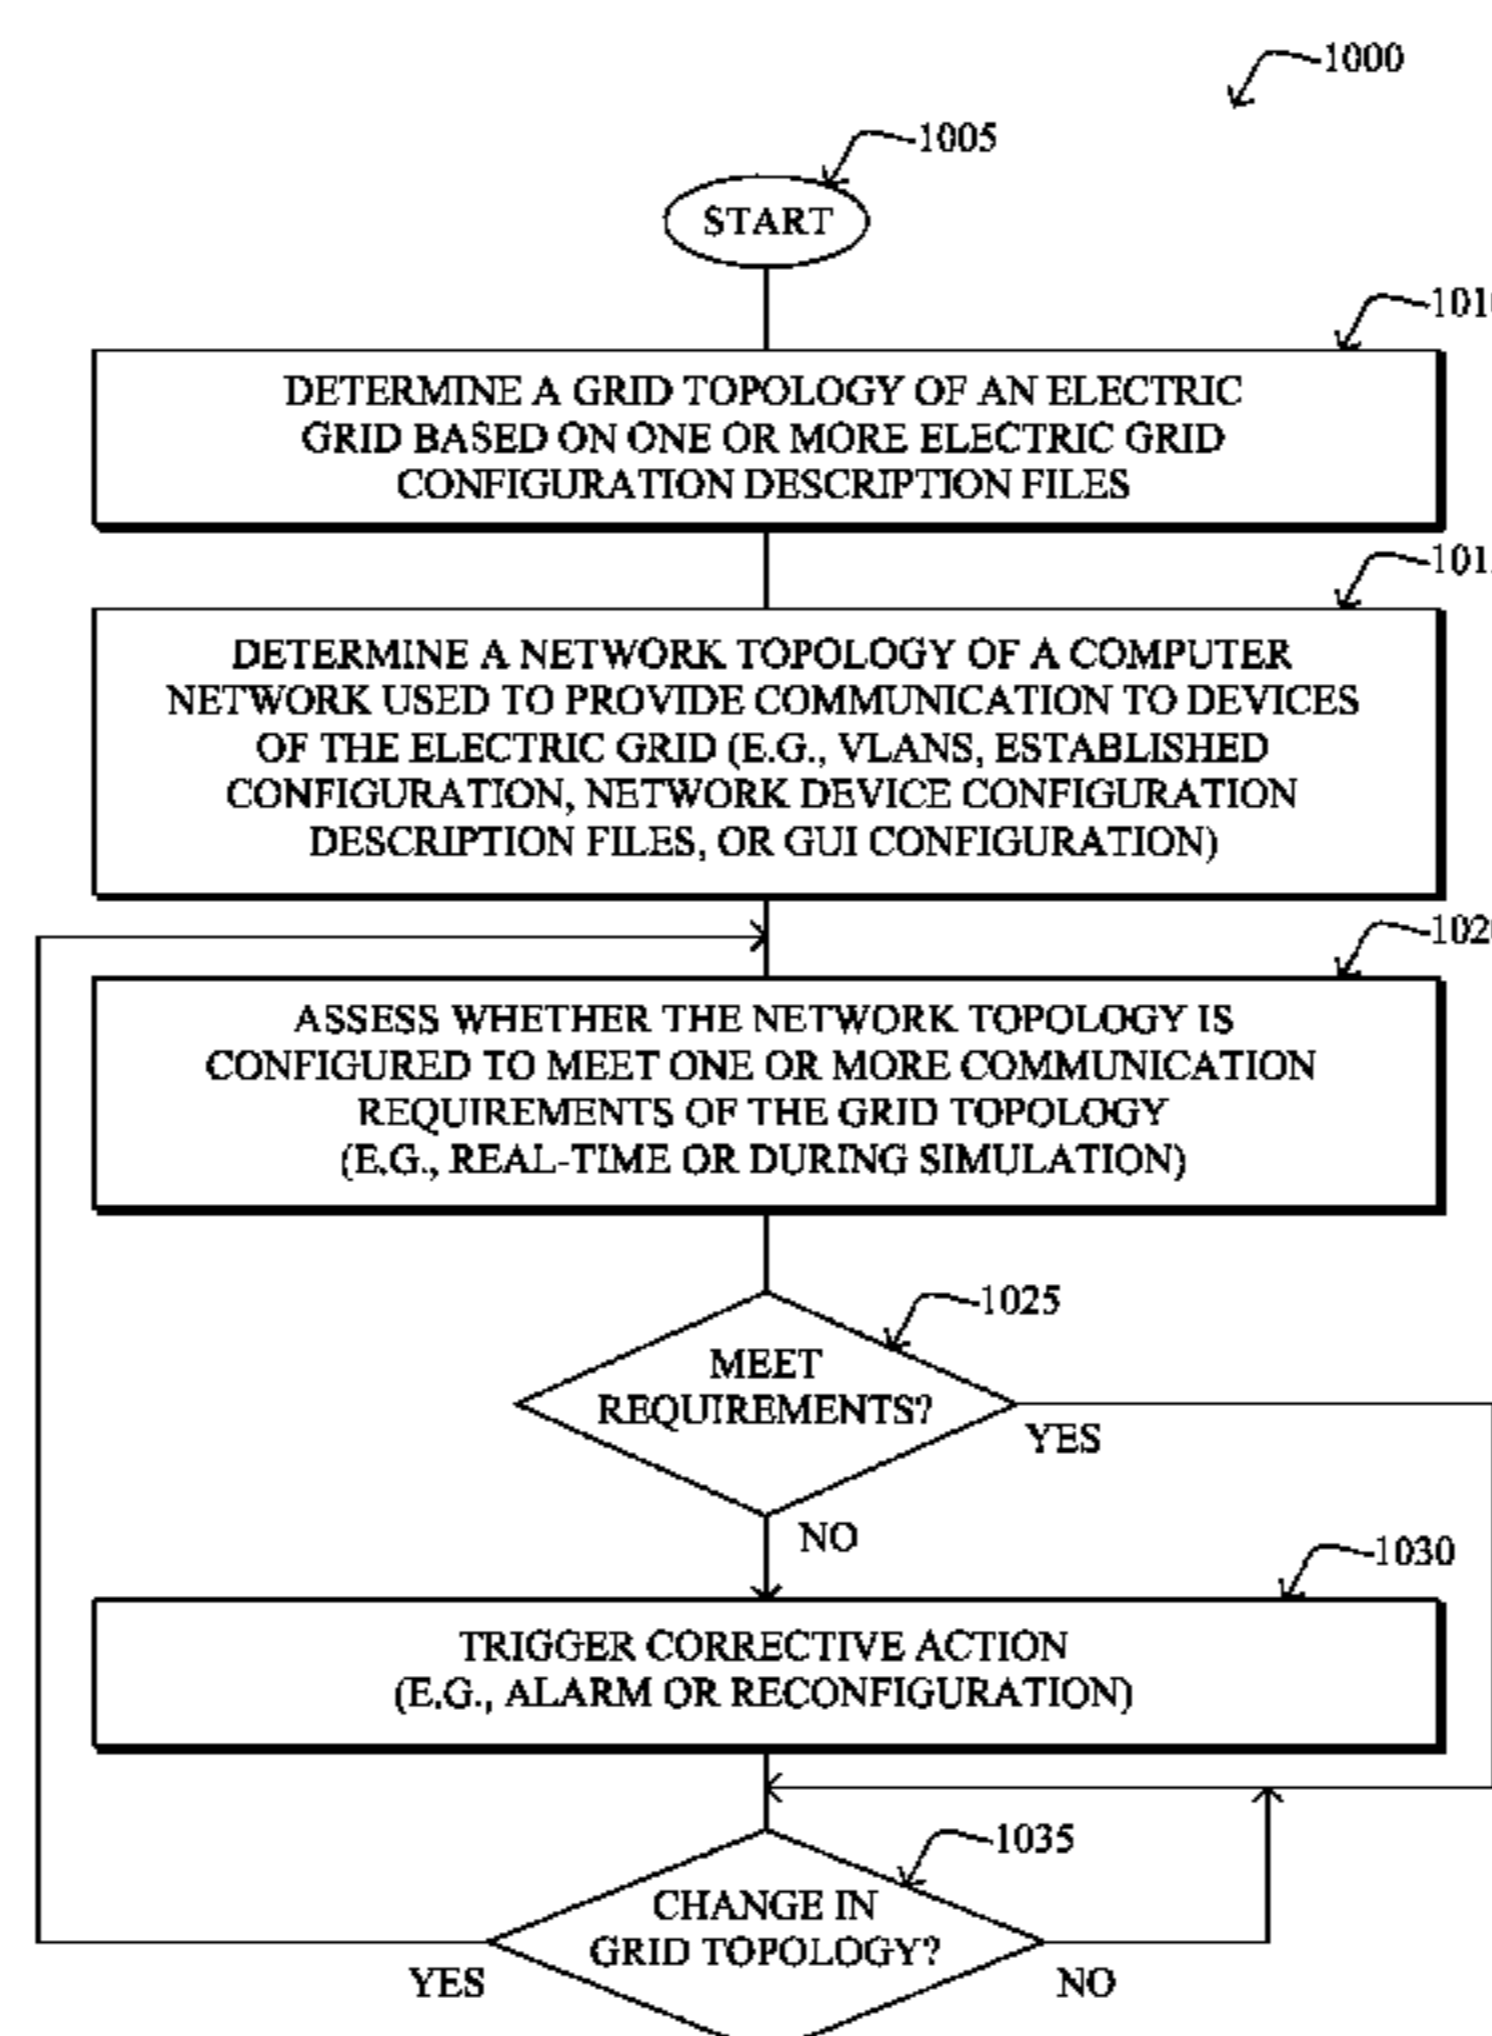 1000
1005
START
DETERMINE A GRID TOPOLOGY OF AN ELECTRIC
GRID BASED ON ONE OR MORE ELECTRIC GRID
CONFIGURATION DESCRIPTION FILES
DETERMINE A NETWORK TOPOLOGY OF A COMPUTER
NETWORK USED TO PROVIDE COMMUNICATION TO DEVICES
OF THE ELECTRIC GRID (E.G., VLANS, ESTABLISHED
CONFIGURATION, NETWORK DEVICE CONFIGURATION
DESCRIPTION FILES, OR GUI CONFIGURATION)
ASSESS WHETHER THE NETWORK TOPOLOGY IS
CONFIGURED TO MEET ONE OR MORE COMMUNICATION
REQUIREMENTS OF THE GRID TOPOLOGY
(E.G., REAL-TIME OR DURING SIMULATION)
1025
MEET
REQUIREMENTS?
YES
NO
1030
TRIGGER CORRECTIVE ACTION
(E.G., ALARM OR RECONFIGURATION)
1035
CHANGE IN
GRID TOPOLOGY?
YES
NO